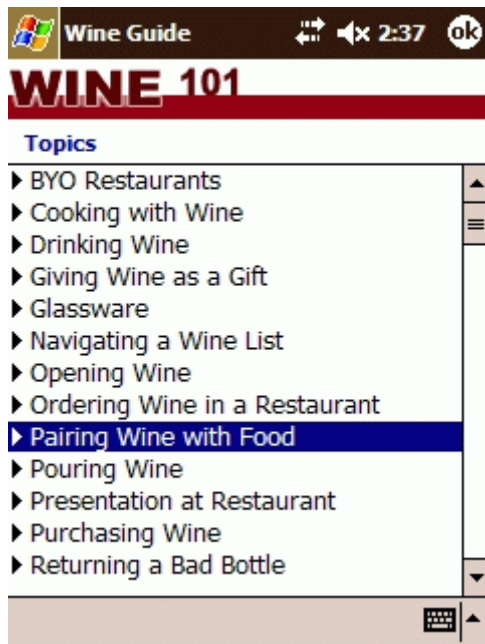 Wine Guide 2:37 ok
WINE 101
Topics
BYO Restaurants
Cooking with Wine
Drinking Wine
Giving Wine as a Gift
Glassware
Navigating a Wine List
Opening Wine
Ordering Wine in a Restaurant
Pairing Wine with Food
Pouring Wine
Presentation at Restaurant
Purchasing Wine
Returning a Bad Bottle